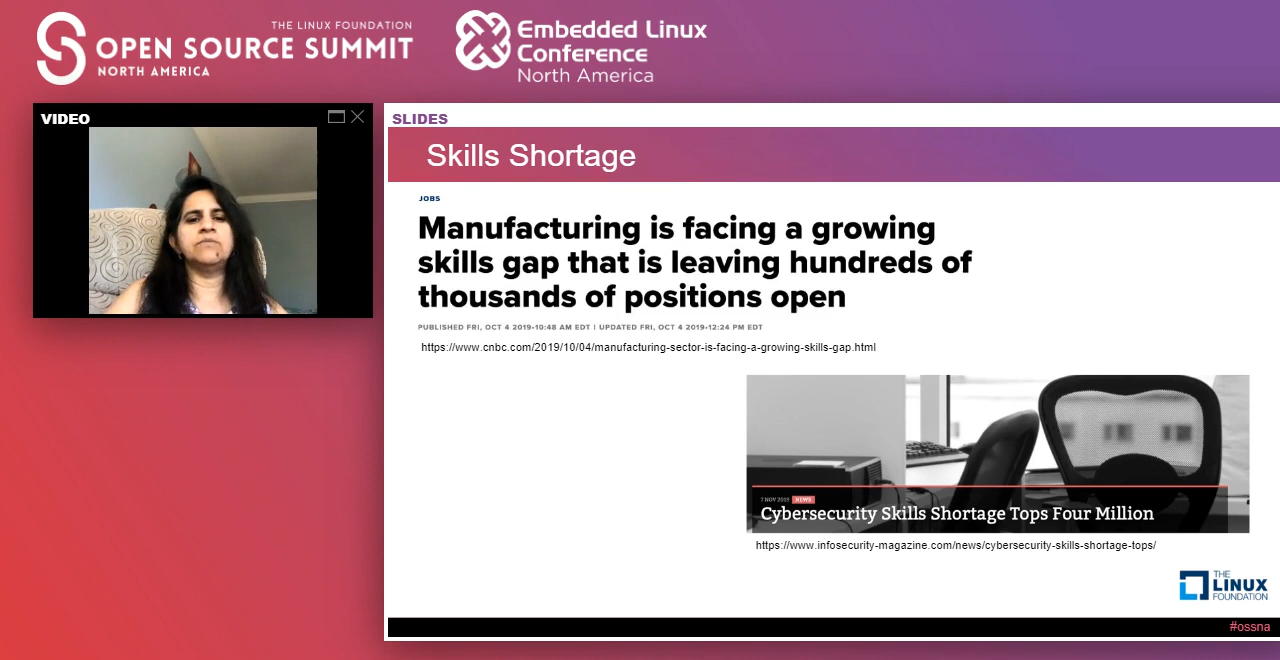 THE LINUX FOUNDATION
OPEN SOURCE SUMMIT
NORTH AMERICA
Embedded Linux
Conference
North America
VIDEO
SLIDES
Skills Shortage
JOBS
Manufacturing is facing a growing
skills gap that is leaving hundreds of
thousands of positions open
PUBLISHED FRI, OCT 4 2019•10:48 AM EDT | UPDATED FRI, OCT 4 2019•12:24 PM EDT
https://www.cnbc.com/2019/10/04/manufacturing-sector-is-facing-a-growing-skills-gap.html
7 NOV 2019 NEWS
Cybersecurity Skills Shortage Tops Four Million
https://www.infosecurity-magazine.com/news/cybersecurity-skills-shortage-tops/
THE
LINUX
FOUNDATION
#ossna